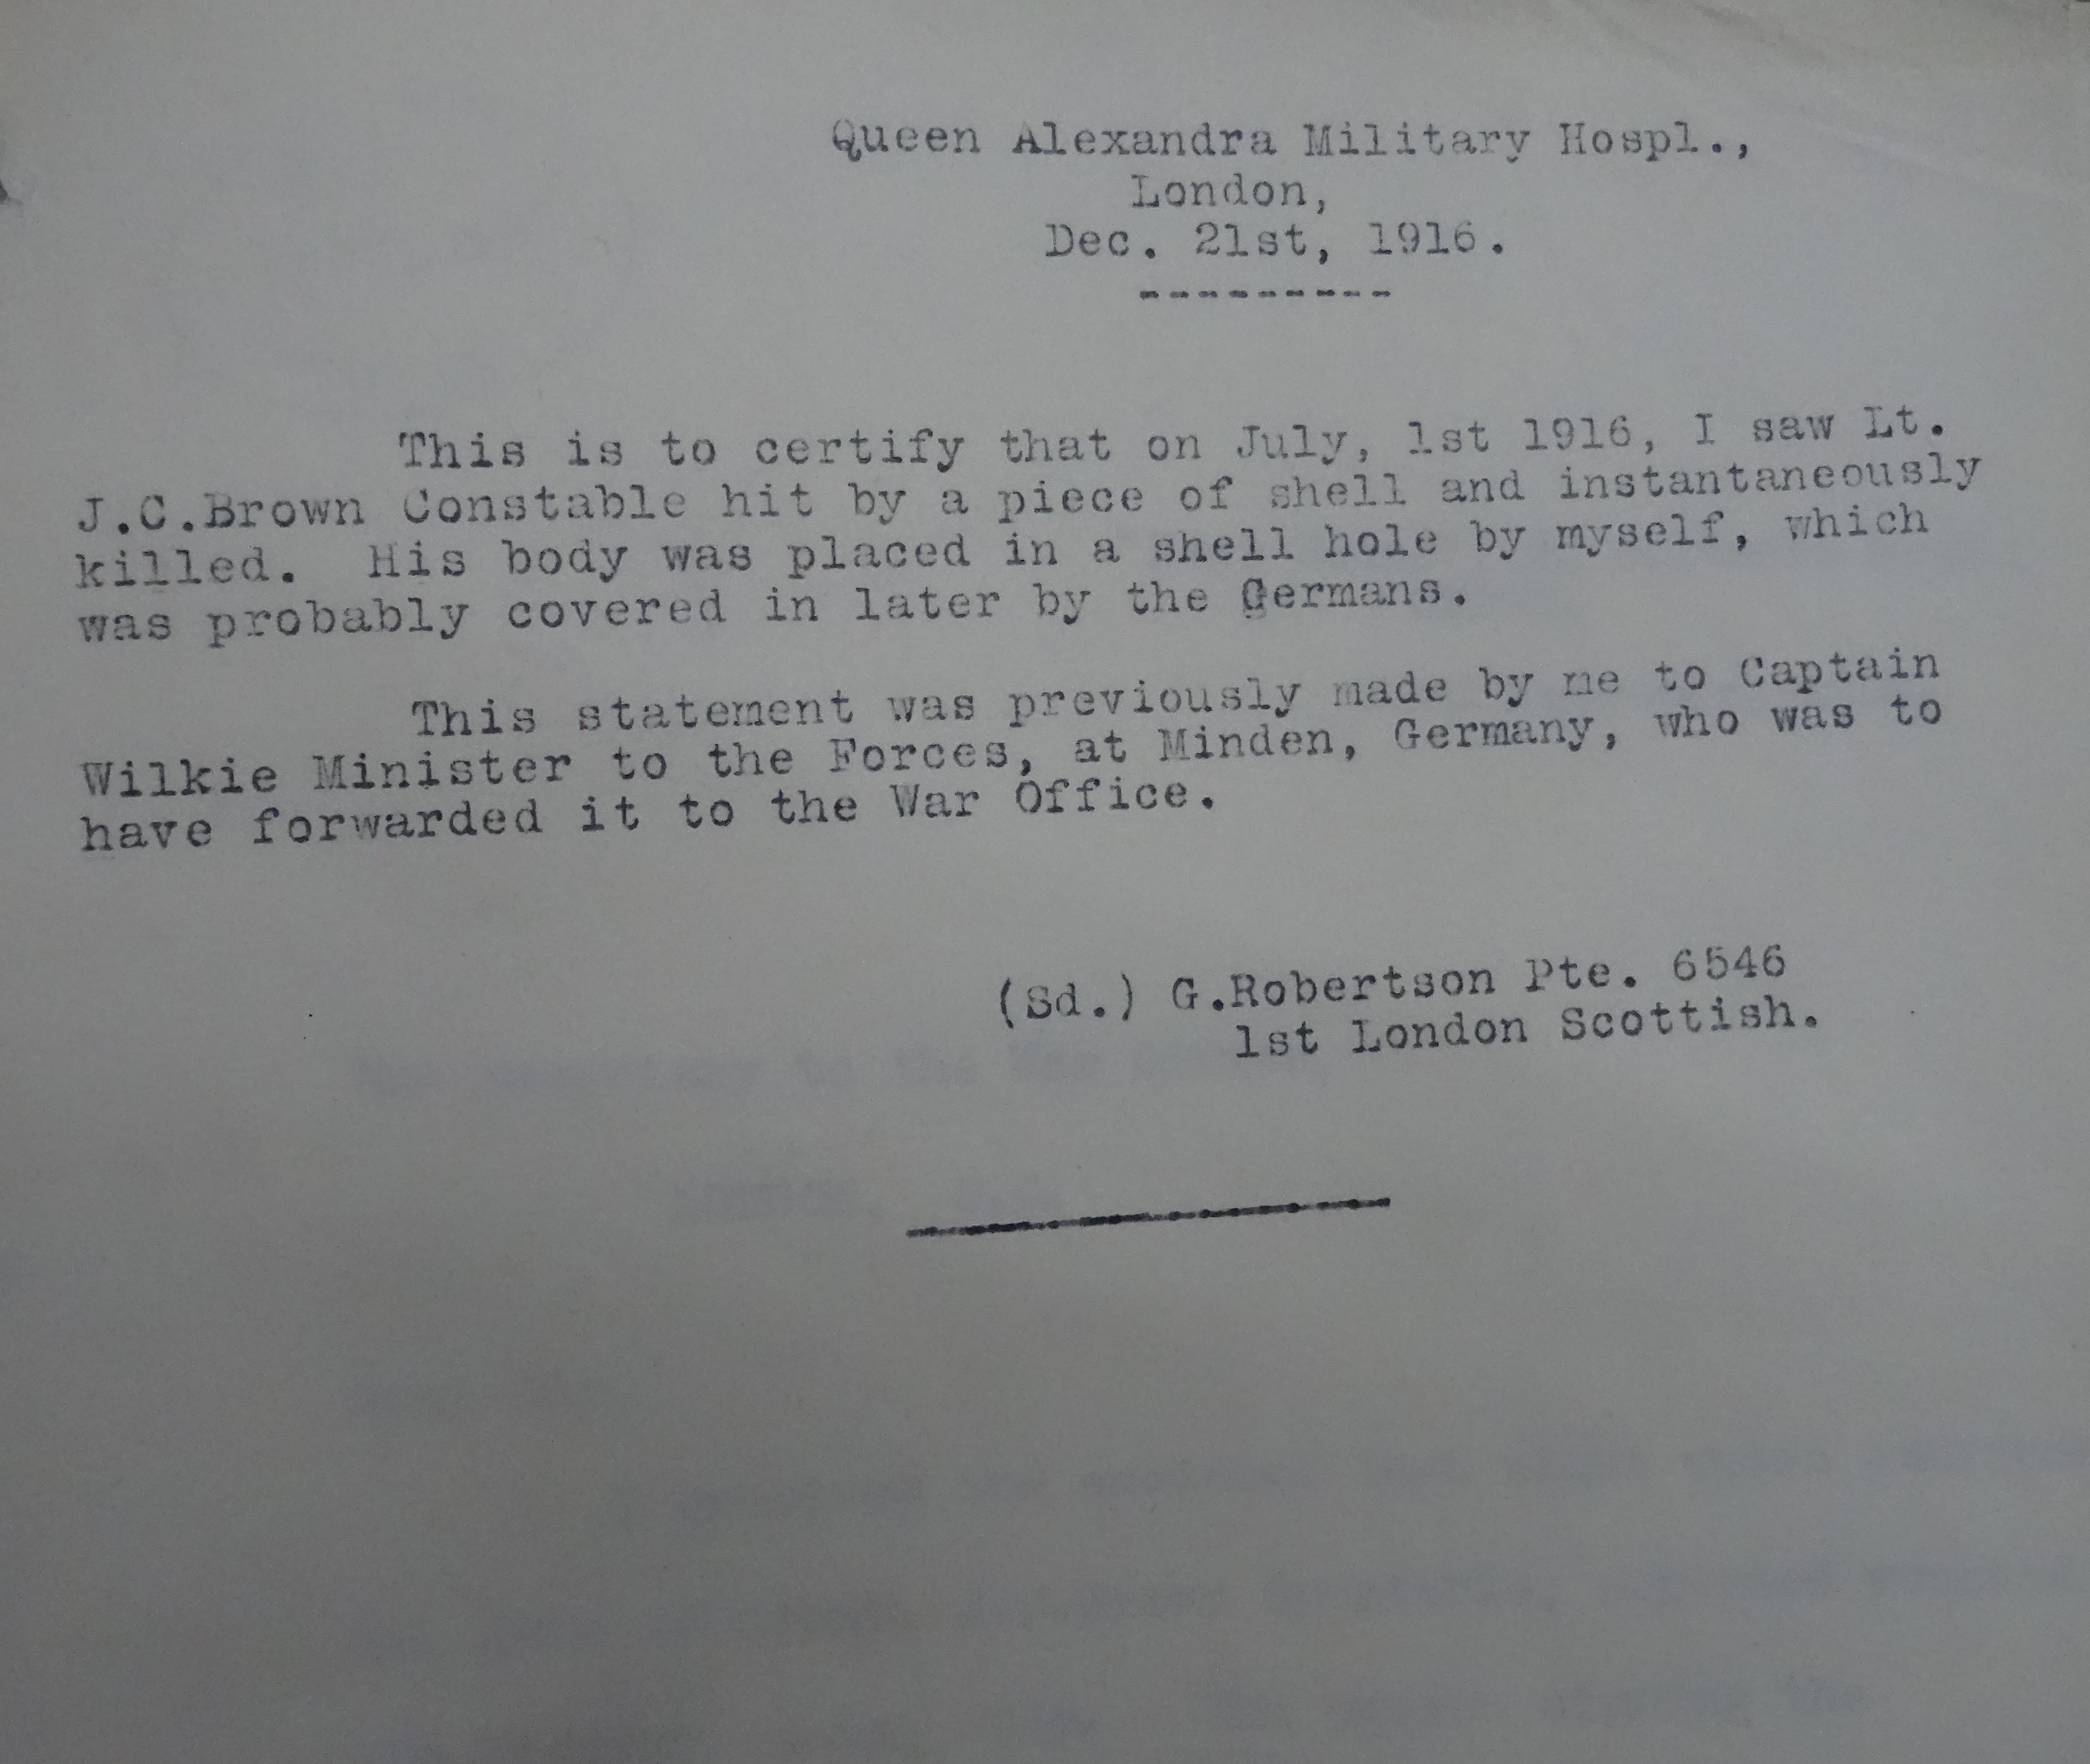 Queen Alexandra Military Hospl.,
London,
Dec. 21st, 1916.
---------
This is to certify that on July, 1st 1916, I saw Lt.
J.C.Brown Constable hit by a piece of shell and instantaneously
killed. His body was placed in a shell hole by myself, which
was probably covered in later by the Germans.
This statement was previously made by me to Captain
Wilkie Minister to the Forces, at Minden, Germany, who was to
have forwarded it to the War Office.
(Sd.) G.Robertson Pte. 6546
1st London Scottish.